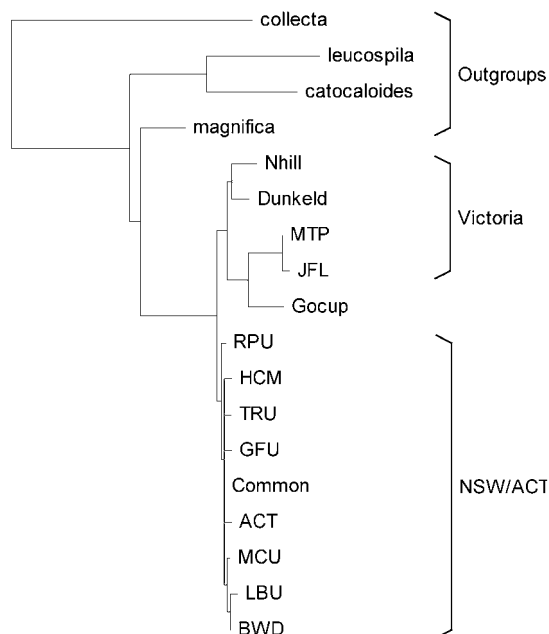 collecta
leucospila
Outgroups
catocaloides
magnifica
Nhill
Dunkeld
Victoria
MTP
JFL
Gocup
RPU
HCM
TRU
GFU
Common
NSW/ACT
ACT
MCU
LBU
BWD